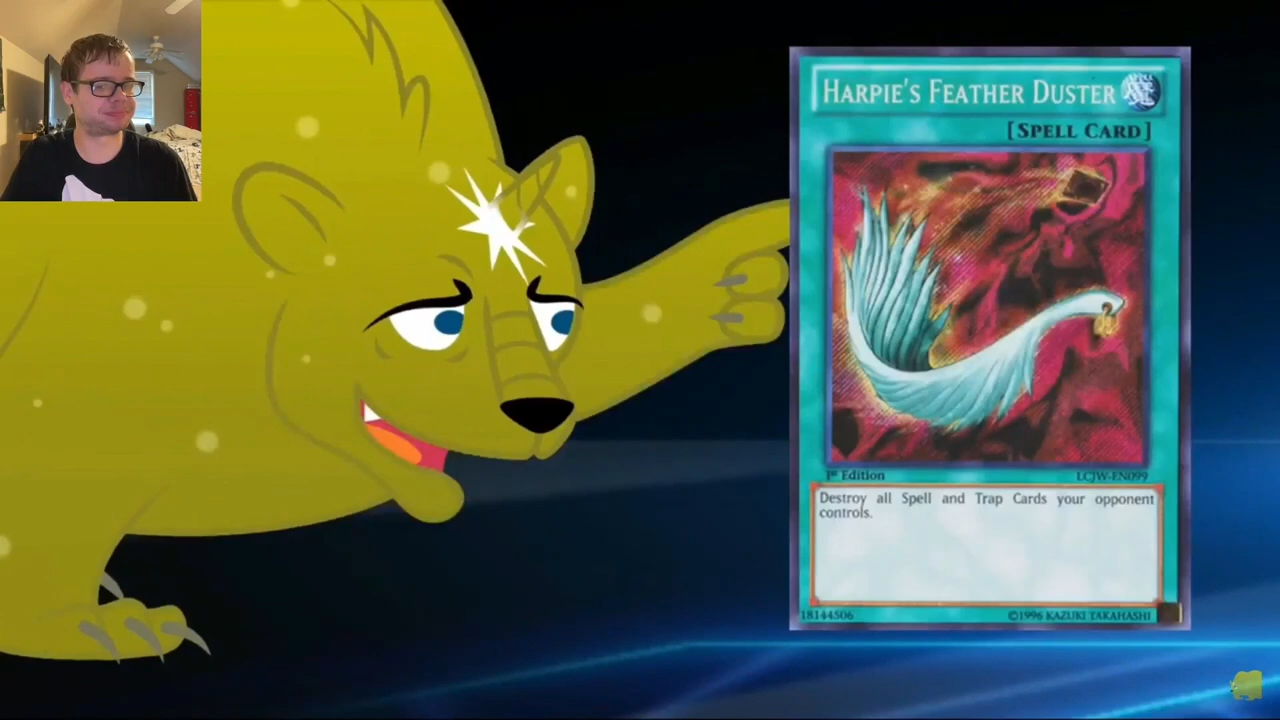 HARPIE'S FEATHER DUSTER
[SPELL CARD]
1st Edition
LCJW-EN099
Destroy all Spell and Trap Cards your opponent
controls.
18144506
©1996 KAZUKI TAKAHASHI